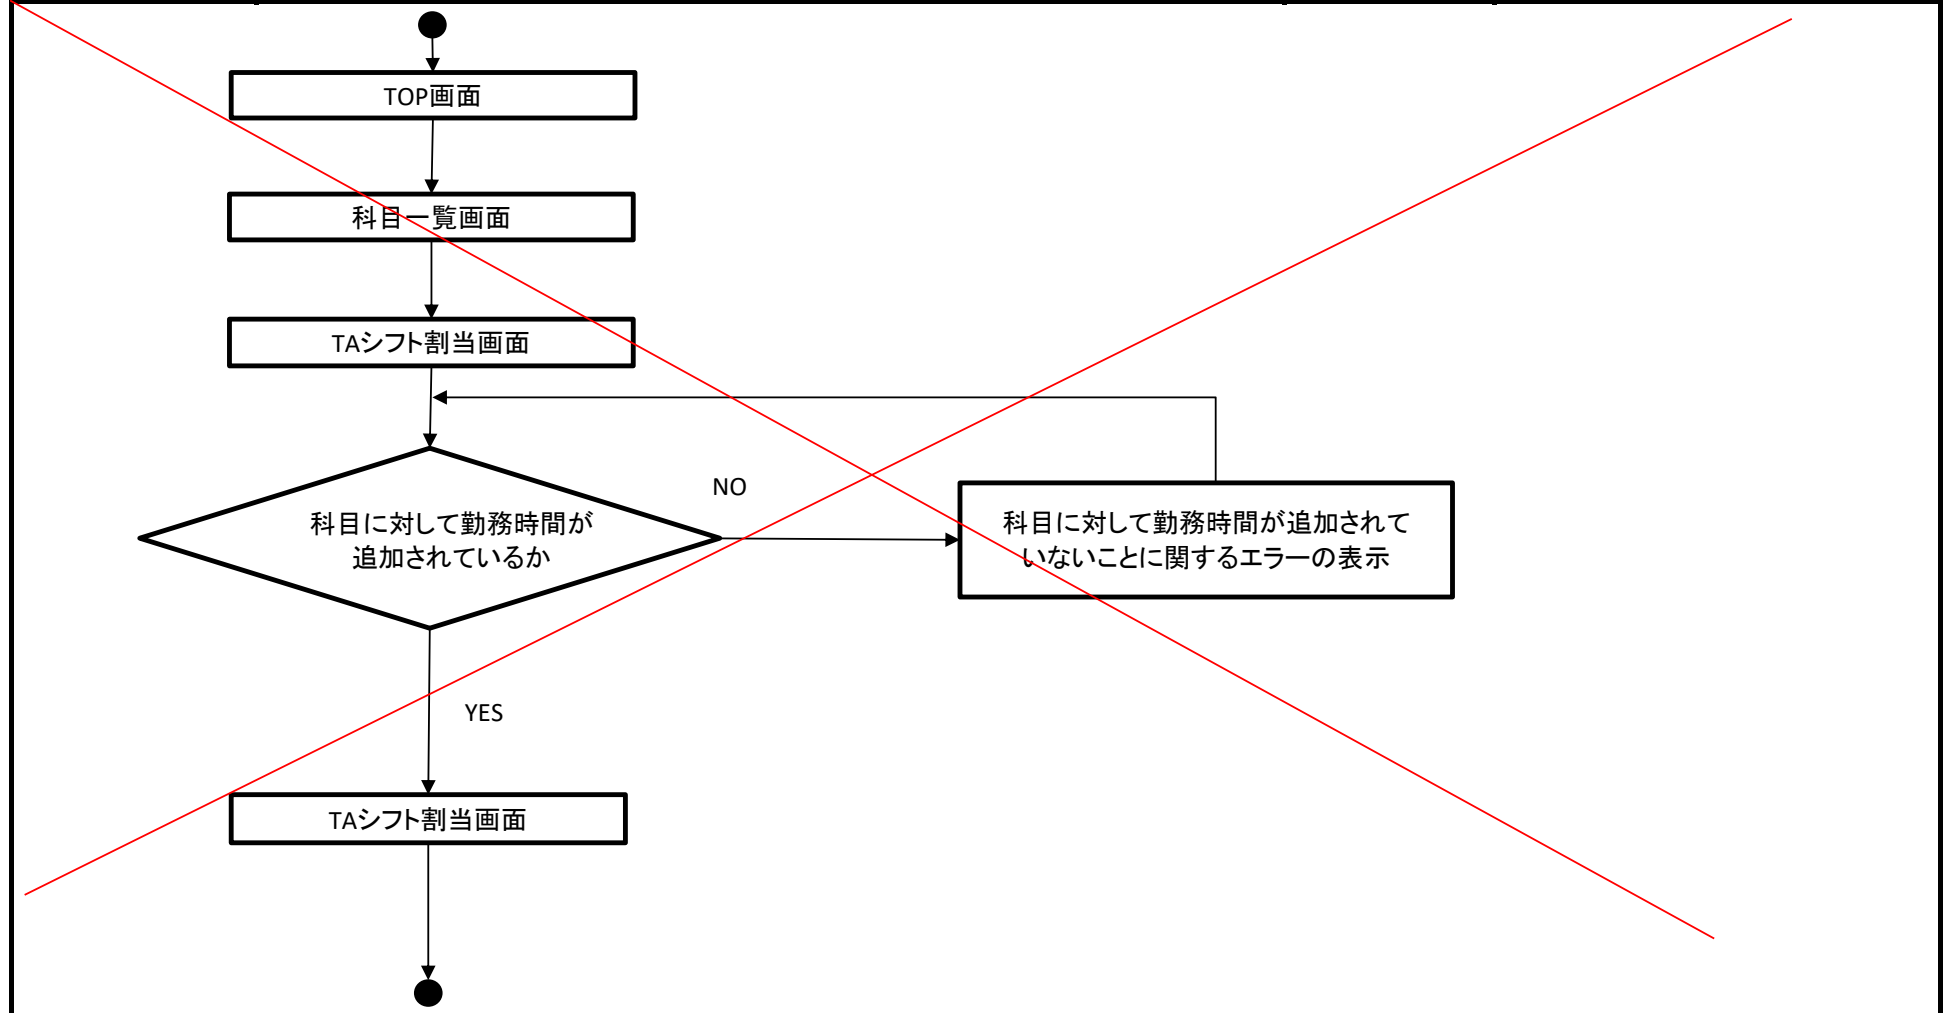 TOP画面
科目一覧画面
TAシフト割当画面
NO
科目に対して勤務時間が
追加されているか
科目に対して勤務時間が追加されて
いないことに関するエラーの表示
YES
TAシフト割当画面